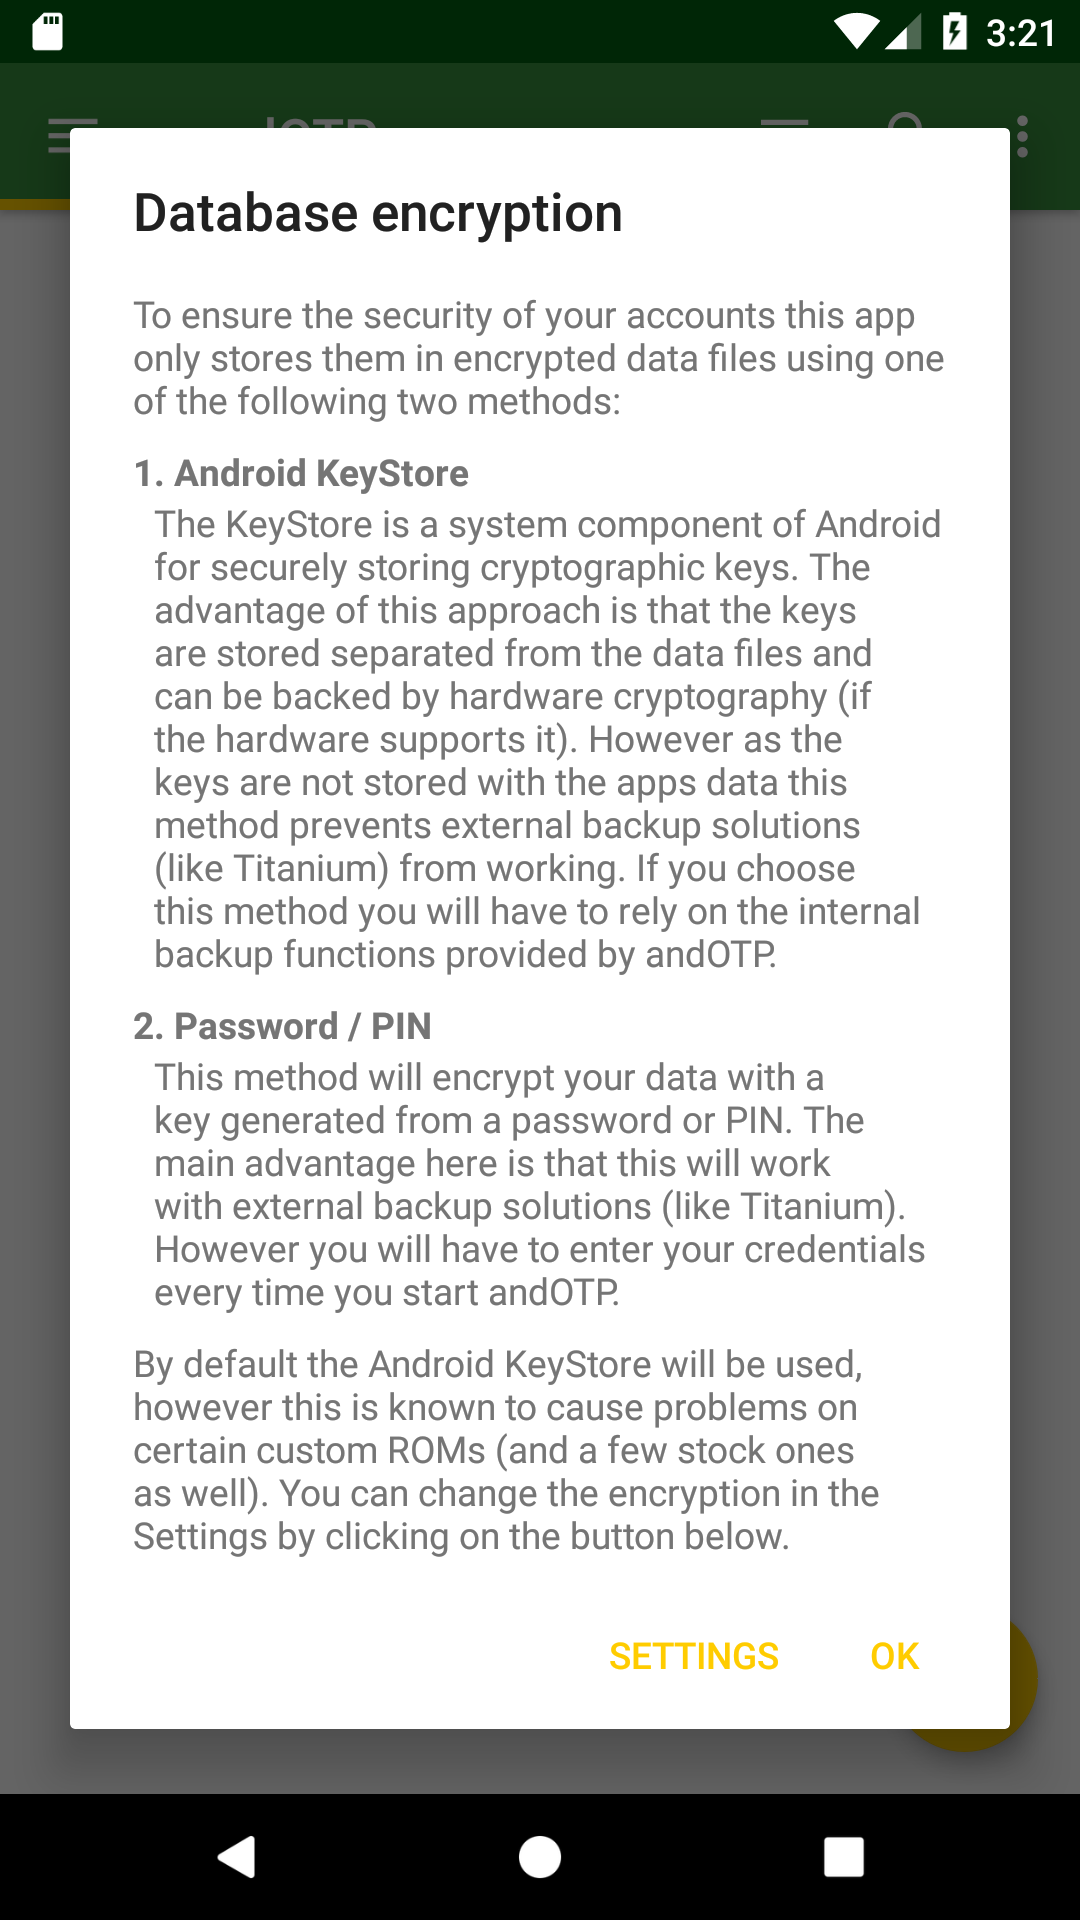 3:21
Database encryption
To ensure the security of your accounts this app
only stores them in encrypted data files using one
of the following two methods:
1. Android KeyStore
The KeyStore is a system component of Android
for securely storing cryptographic keys. The
advantage of this approach is that the keys
are stored separated from the data files and
can be backed by hardware cryptography (if
the hardware supports it). However as the
keys are not stored with the apps data this
method prevents external backup solutions
(like Titanium) from working. If you choose
this method you will have to rely on the internal
backup functions provided by andOTP.
2. Password / PIN
This method will encrypt your data with a
key generated from a password or PIN. The
main advantage here is that this will work
with external backup solutions (like Titanium).
However you will have to enter your credentials
every time you start andOTP.
By default the Android KeyStore will be used,
however this is known to cause problems on
certain custom ROMs (and a few stock ones
as well). You can change the encryption in the
Settings by clicking on the button below.
SETTINGS OK